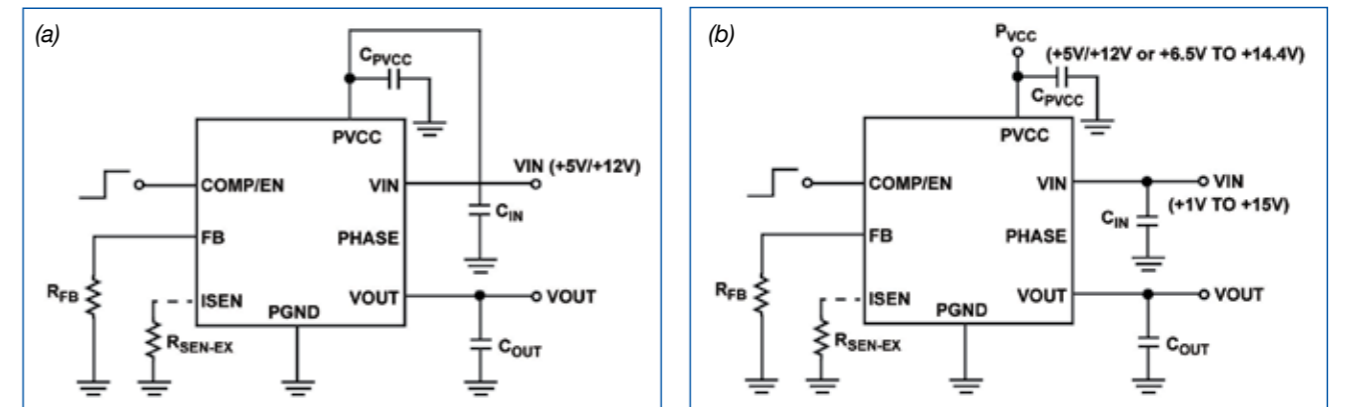 (a)
CPVCC
PVCC
COMP/EN
VIN
VIN (+5V/+12V)
CIN
FB
PHASE
RFB
ISEN
VOUT
VOUT
PGND
RSEN-EX
COUT
(b)
PVCC
(+5V/+12V or +6.5V TO +14.4V)
CPVCC
PVCC
COMP/EN
VIN
VIN
(+1V TO +15V)
CIN
FB
PHASE
RFB
ISEN
VOUT
VOUT
PGND
RSEN-EX
COUT